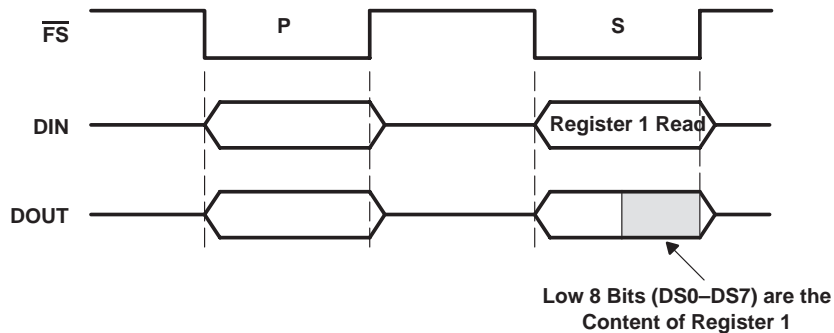 FS
P
S
DIN
Register 1 Read
DOUT
Low 8 Bits (DS0–DS7) are the
Content of Register 1